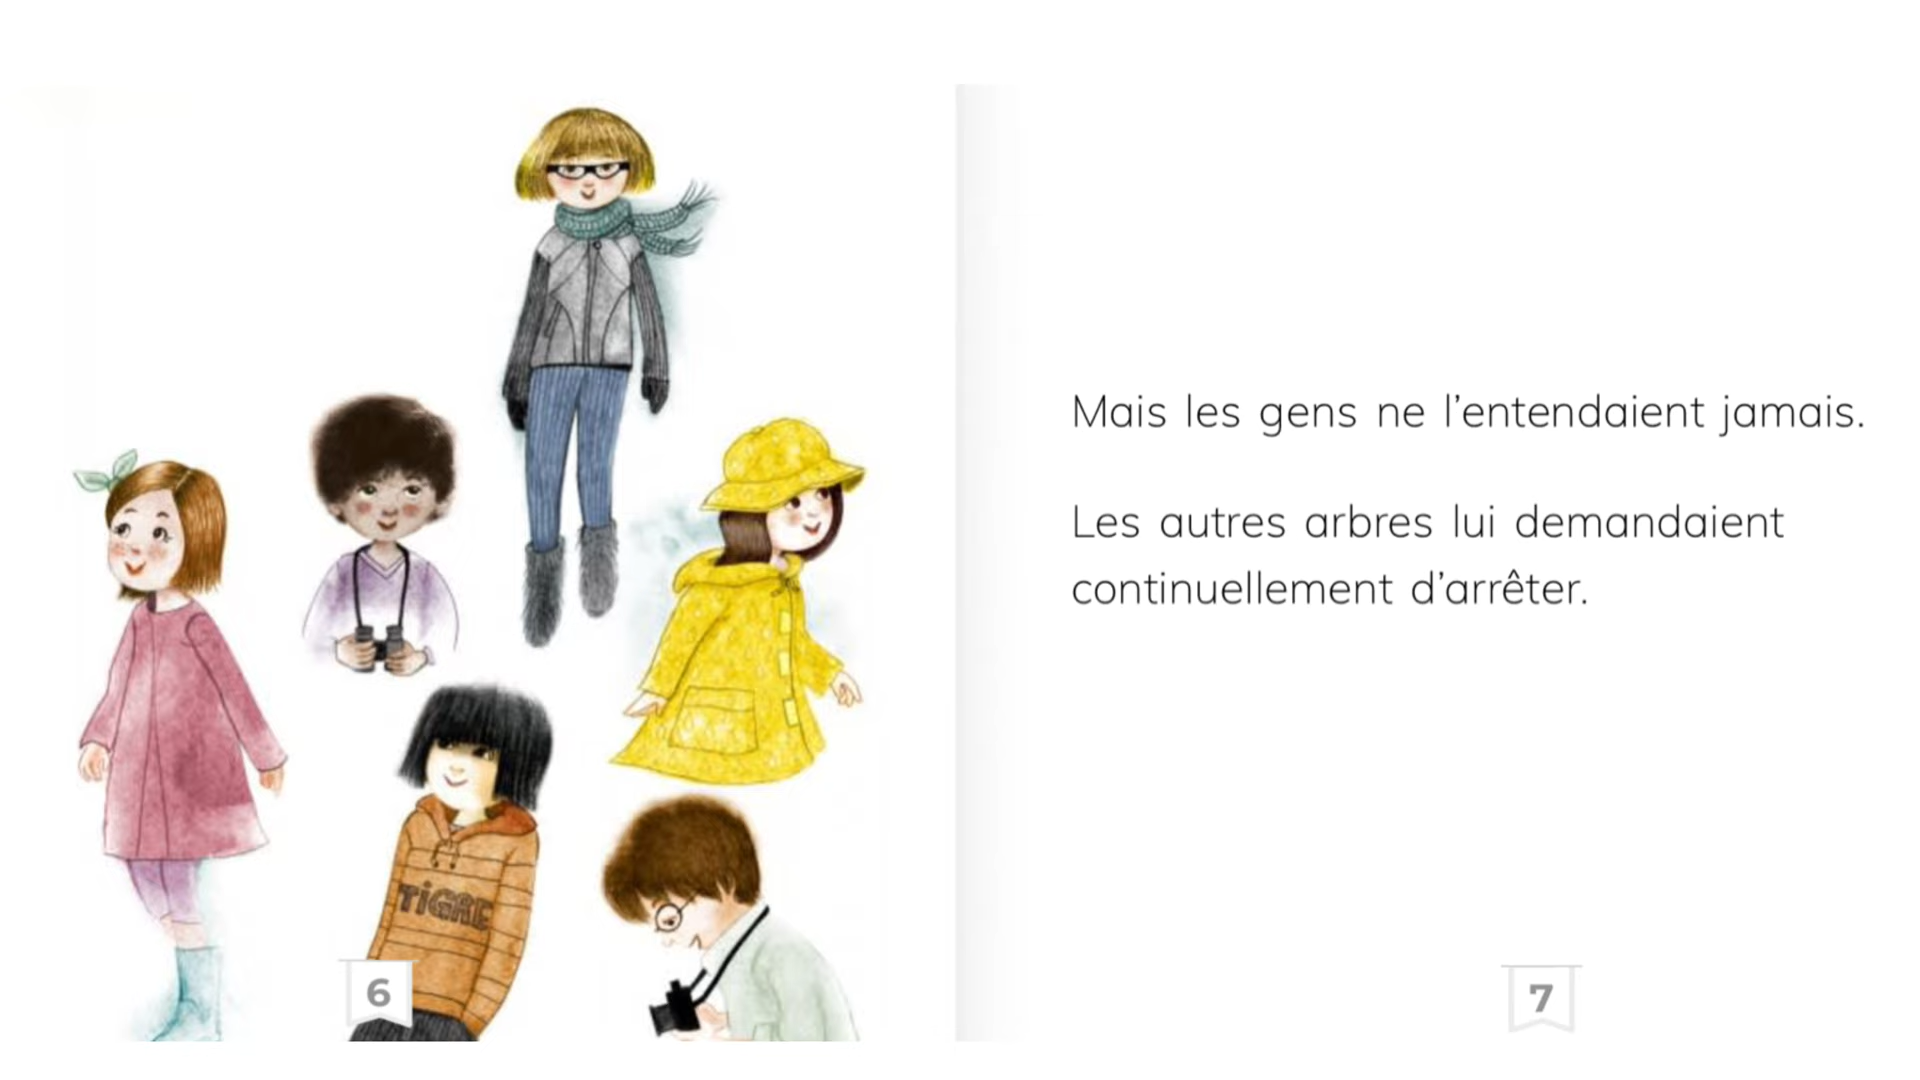 TiGRE
6
Mais les gens ne l’entendaient jamais.
Les autres arbres lui demandaient
continuellement d’arrêter.
7